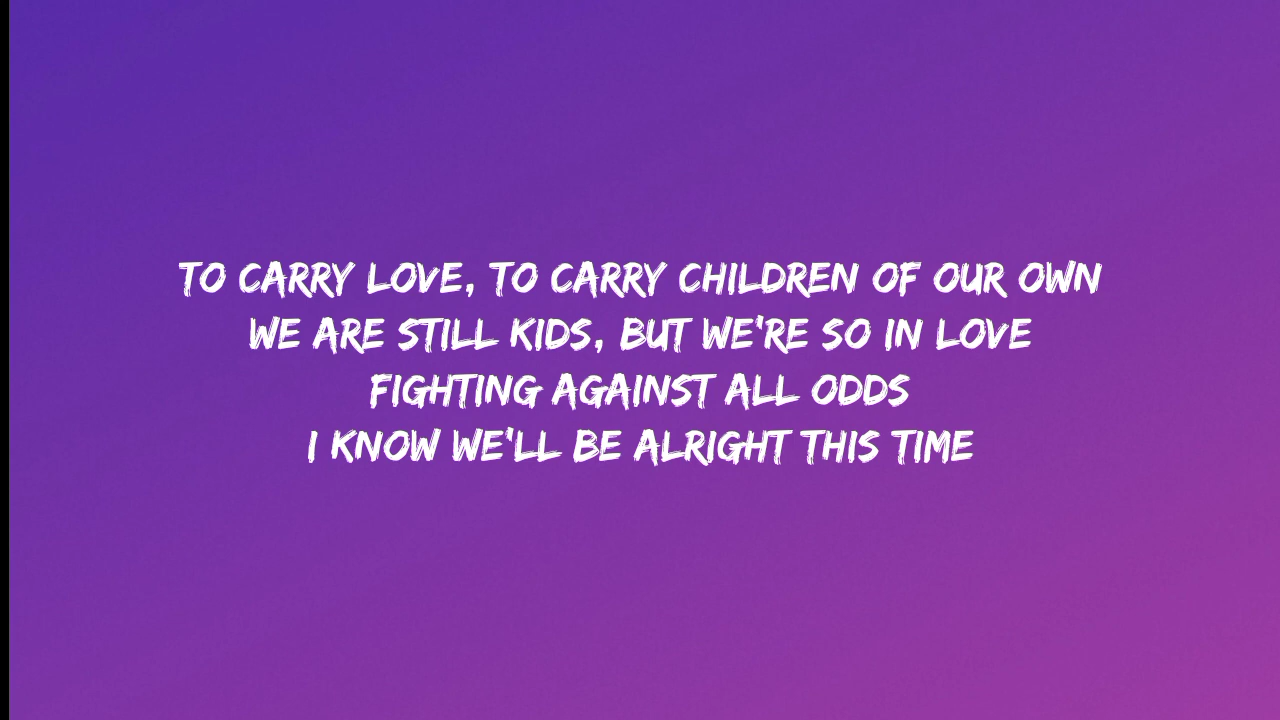 TO CARRY LOVE, TO CARRY CHILDREN OF OUR OWN
WE ARE STILL KIDS, BUT WE'RE SO IN LOVE
FIGHTING AGAINST ALL ODDS
I KNOW WE'LL BE ALRIGHT THIS TIME